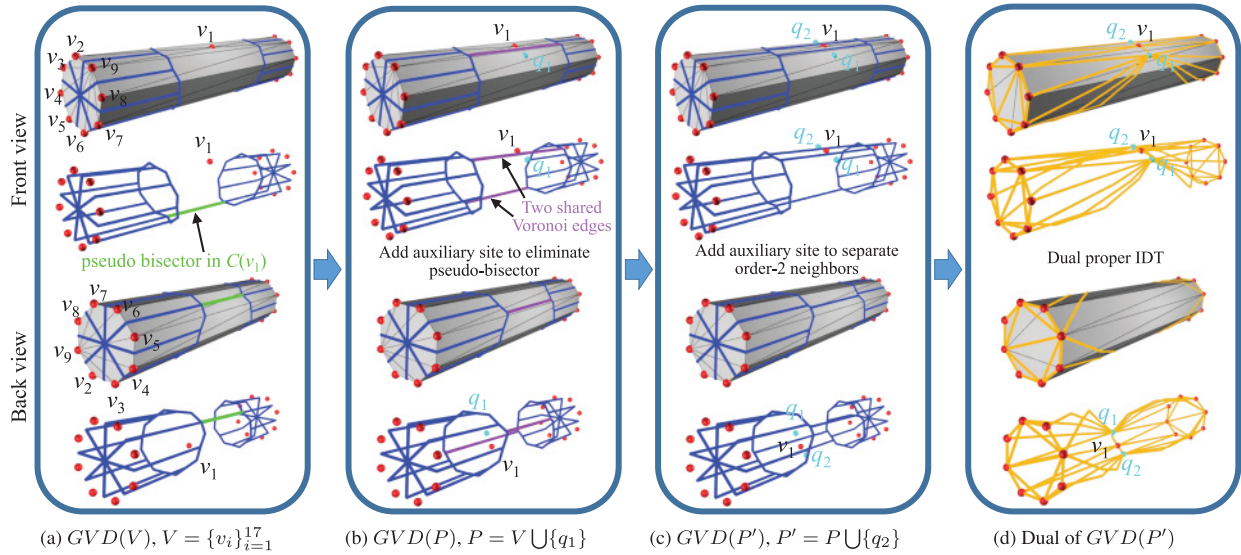 Front view
Back view
v₁
v₂
v₃
v₉
v₄
v₈
v₅
v₆
v₇
v₁
pseudo bisector in C(v₁)
v₇
v₈
v₆
v₅
v₉
v₂
v₄
v₃
v₁
(a) GVD(V), V = {vᵢ}¹⁷ᵢ₌₁
v₁
q₁
v₁
q₁
Two shared
Voronoi edges
Add auxiliary site to eliminate
pseudo-bisector
q₁
v₁
(b) GVD(P), P = V ⋃{q₁}
q₂
v₁
q₁
q₂
v₁
q₁
Add auxiliary site to separate
order-2 neighbors
q₁
v₁
q₂
(c) GVD(P′), P′ = P ⋃{q₂}
q₂
v₁
q₁
q₂
v₁
q₁
Dual proper IDT
q₁
v₁
q₂
(d) Dual of GVD(P′)